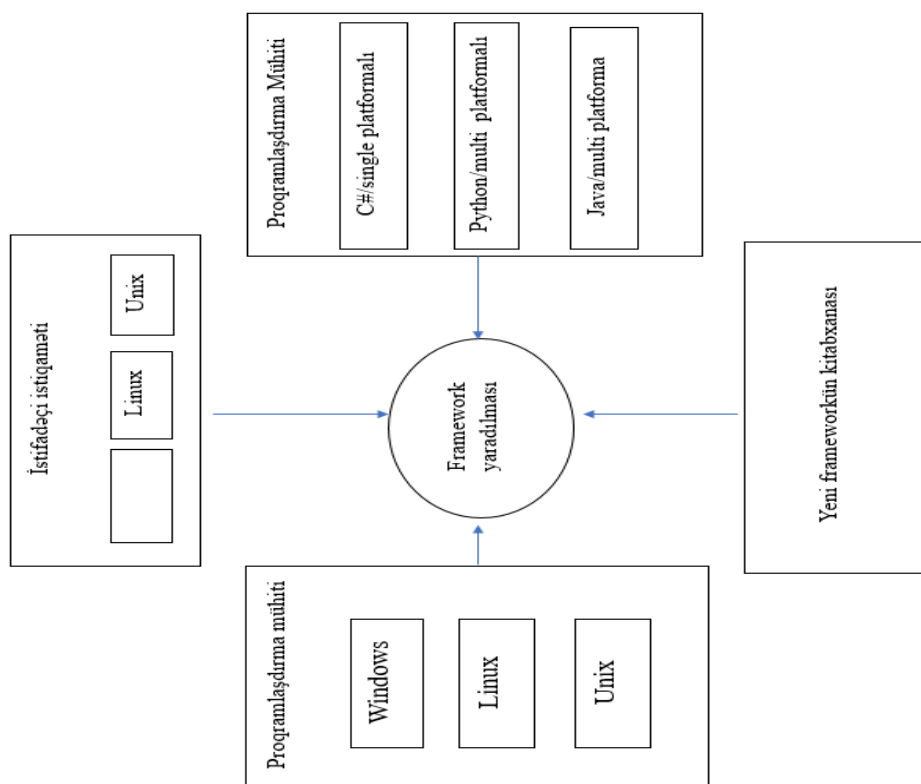 Proqramlaşdırma mühiti
Windows
Linux
Unix
İstifadəçi istiqaməti
Linux
Unix
Framework
yaradılması
Yeni frameworkün kitabxanası
Proqramlaşdırma Mühiti
C#/single platformalı
Python/multi platformalı
Java/multi platforma